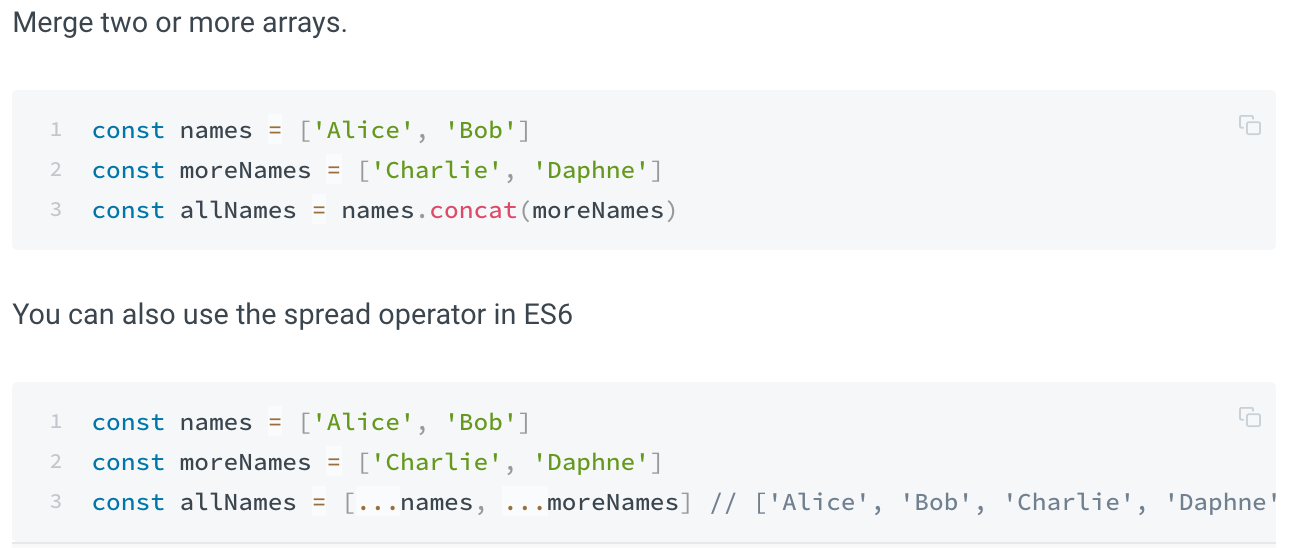 Merge two or more arrays.
1 const names = ['Alice', 'Bob']
2 const moreNames = ['Charlie', 'Daphne']
3 const allNames = names.concat(moreNames)
You can also use the spread operator in ES6
1 const names = ['Alice', 'Bob']
2 const moreNames = ['Charlie', 'Daphne']
3 const allNames = [...names, ...moreNames] // ['Alice', 'Bob', 'Charlie', 'Daphne'